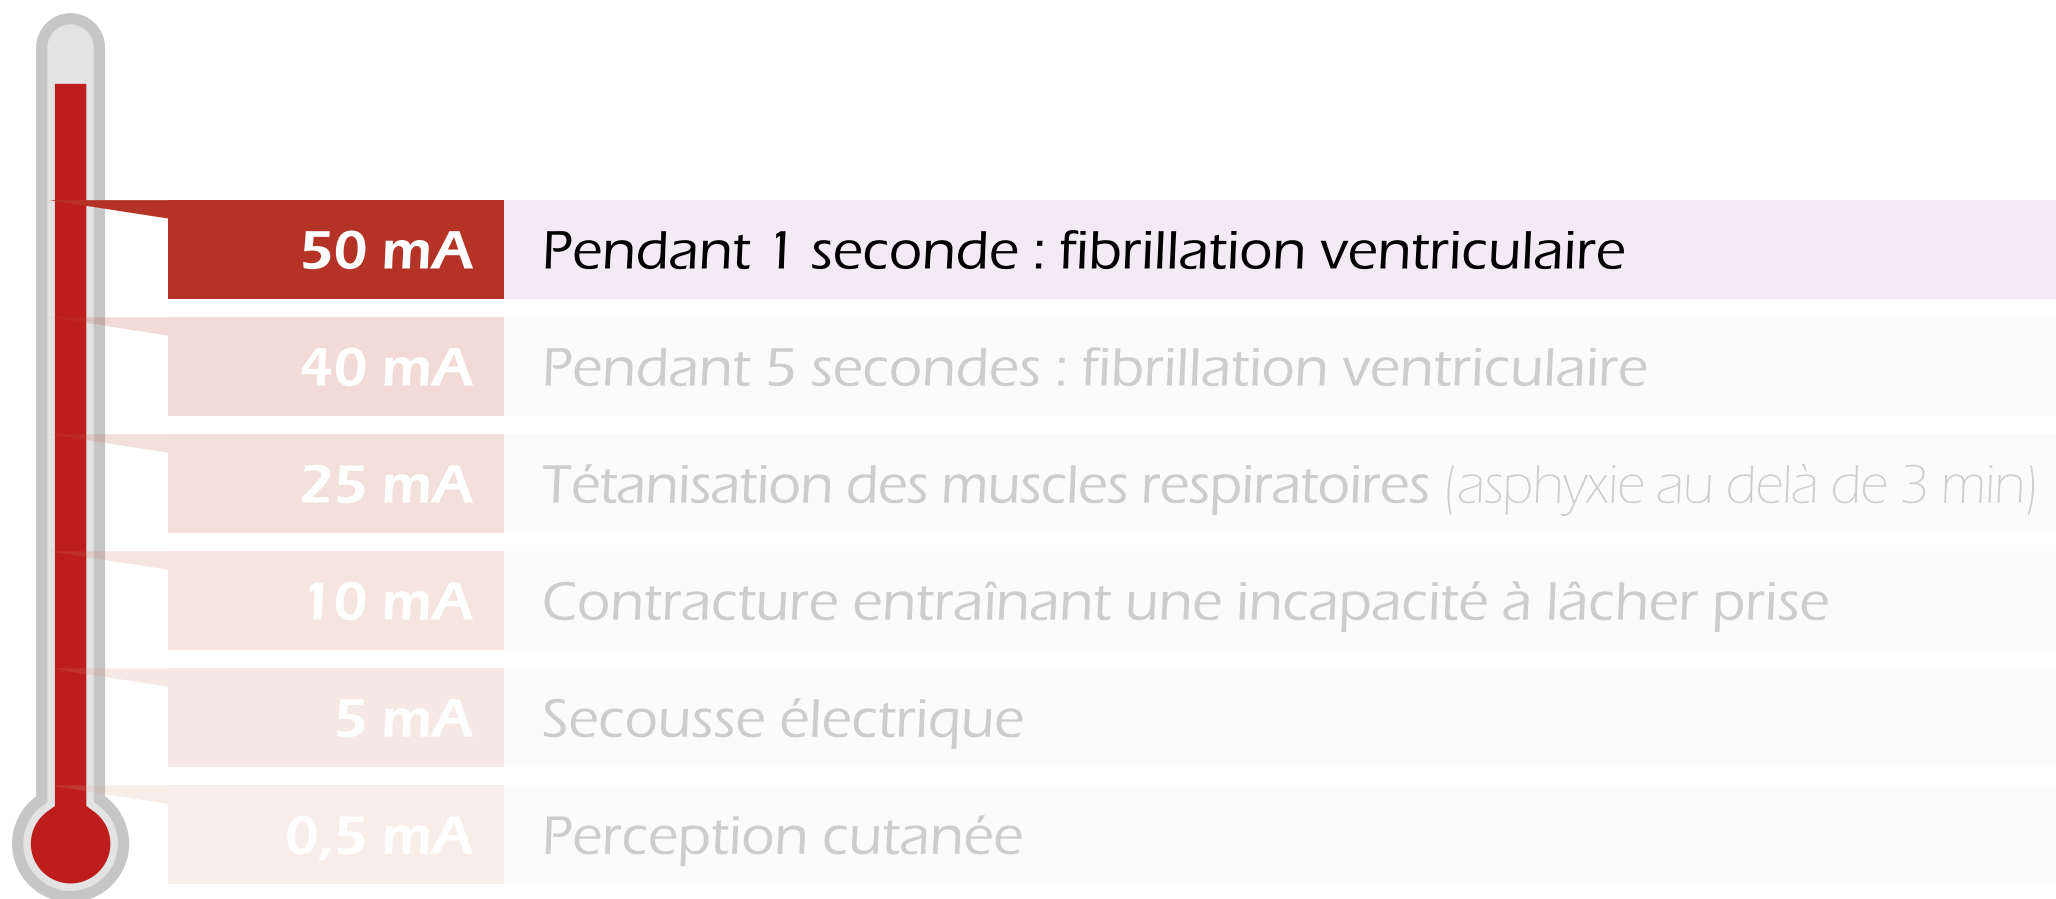 50 mA Pendant 1 seconde : fibrillation ventriculaire
40 mA Pendant 5 secondes : fibrillation ventriculaire
25 mA Tétanisation des muscles respiratoires (asphyxie au delà de 3 min)
10 mA Contracture entraînant une incapacité à lâcher prise
5 mA Secousse électrique
0,5 mA Perception cutanée